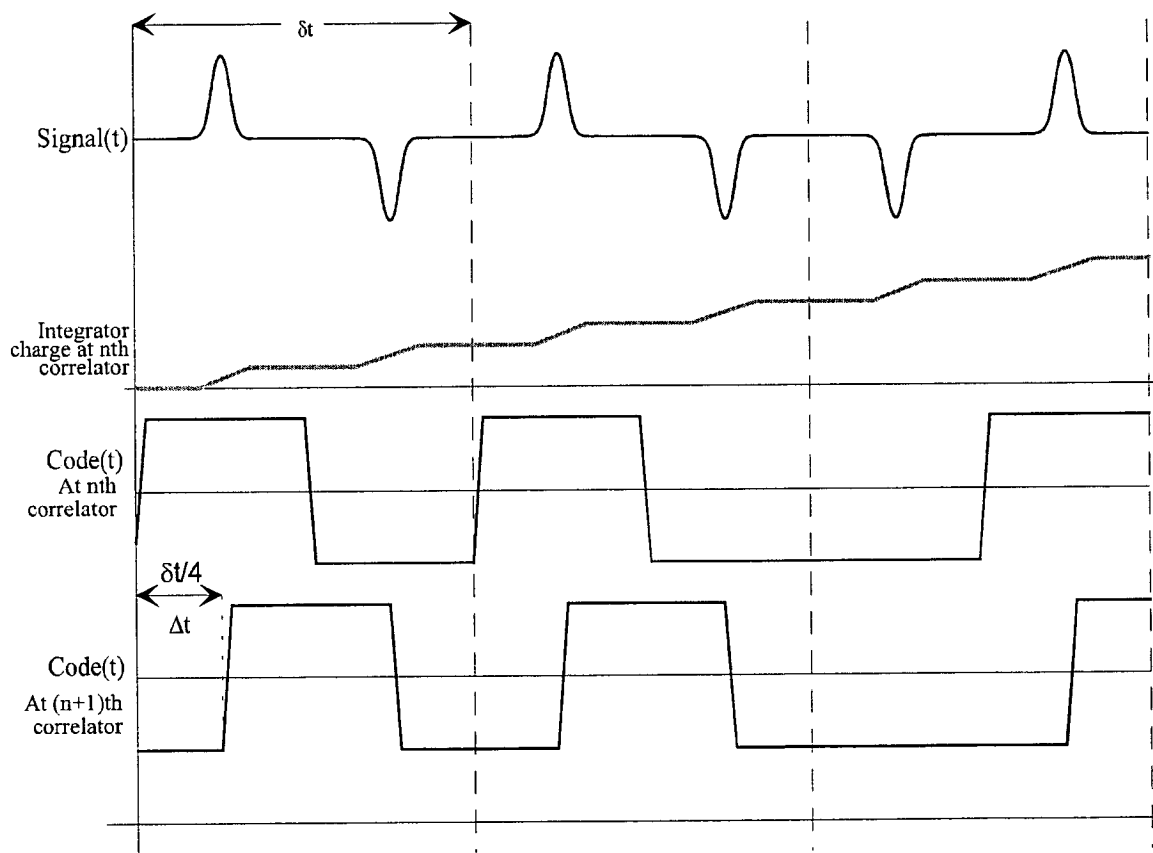 δt
Signal(t)
Integrator
charge at nth
correlator
Code(t)
At nth
correlator
δt/4
Δt
Code(t)
At (n+1)th
correlator